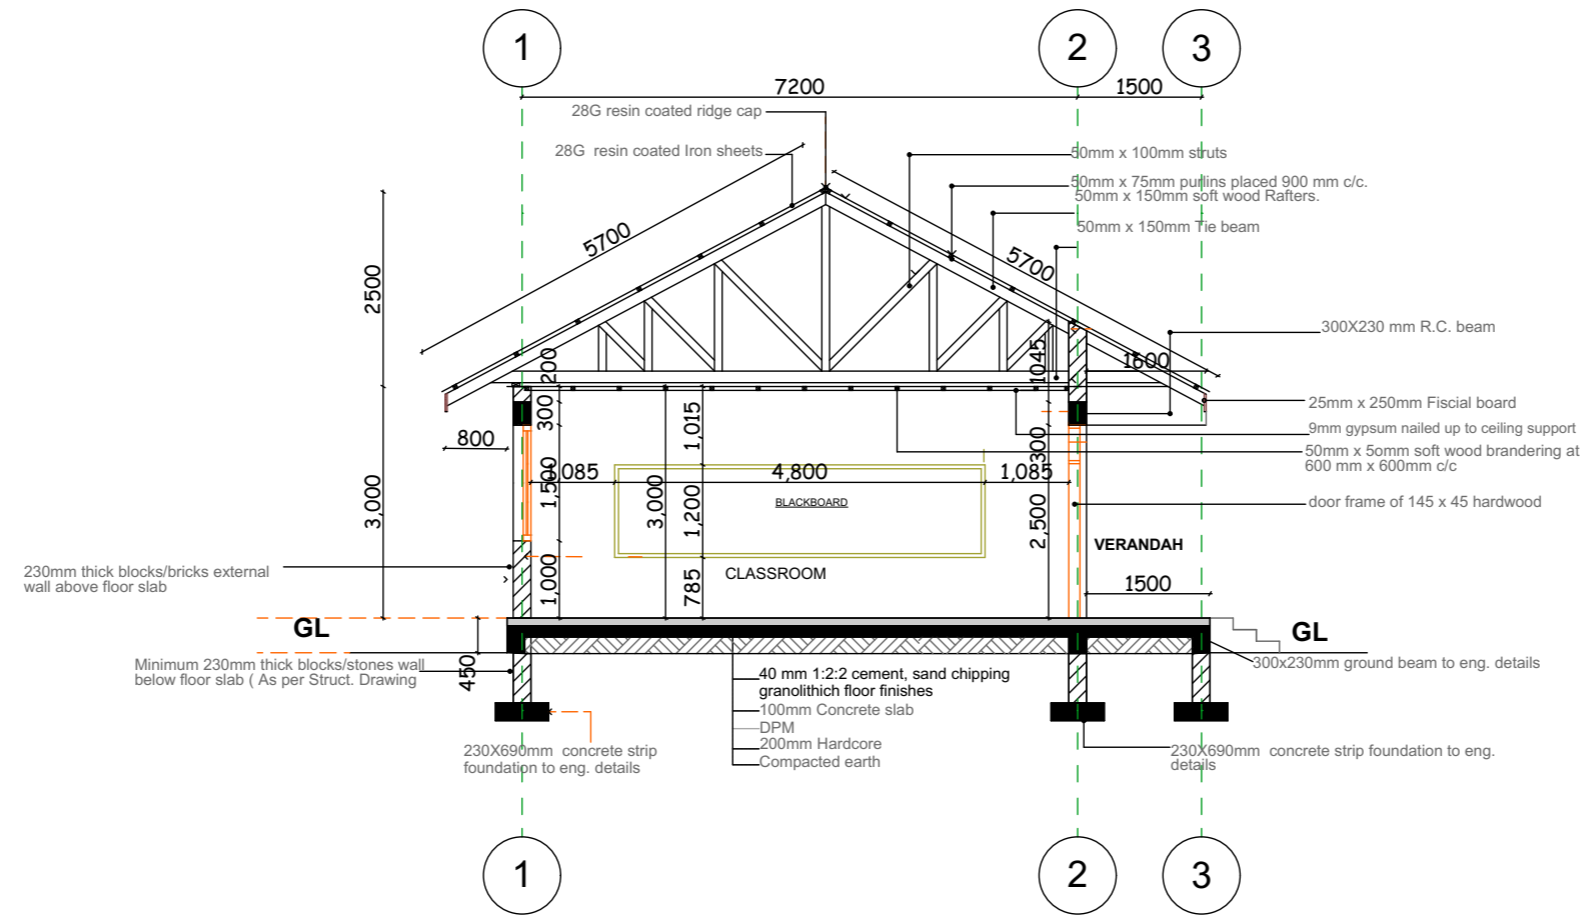 1
2
3
7200
1500
28G resin coated ridge cap
28G resin coated Iron sheets
50mm x 100mm struts
50mm x 75mm purlins placed 900 mm c/c.
50mm x 150mm soft wood Rafters.
50mm x 150mm Tie beam
5700
5700
2500
300X230 mm R.C. beam
200
1045
1600
25mm x 250mm Fiscial board
9mm gypsum nailed up to ceiling support
50mm x 5omm soft wood brandering at
600 mm x 600mm c/c
800
300
1,015
300
1,085
4,800
1,085
3,000
1,500
3,000
1,200
2,500
BLACKBOARD
door frame of 145 x 45 hardwood
VERANDAH
CLASSROOM
230mm thick blocks/bricks external
wall above floor slab
1,000
785
1500
GL
GL
Minimum 230mm thick blocks/stones wall
below floor slab ( As per Struct. Drawing
450
300x230mm ground beam to eng. details
40 mm 1:2:2 cement, sand chipping
granolithich floor finishes
100mm Concrete slab
DPM
200mm Hardcore
Compacted earth
230X690mm concrete strip
foundation to eng. details
230X690mm concrete strip foundation to eng.
details
1
2
3